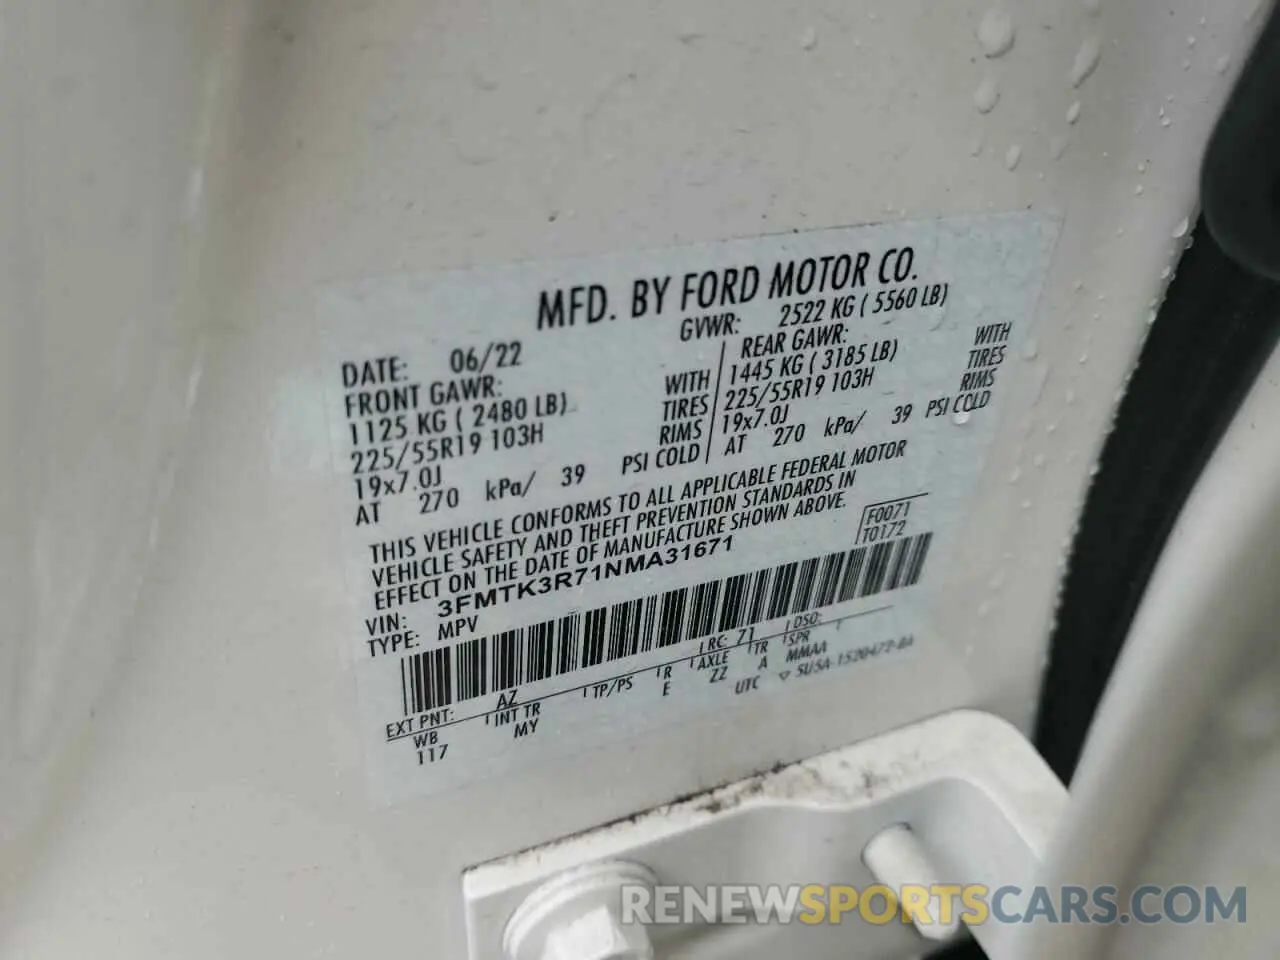 MFD. BY FORD MOTOR CO.
DATE: 06/22 GVWR: 2522 KG ( 5560 LB)
FRONT GAWR: REAR GAWR:
1125 KG ( 2480 LB) WITH 1445 KG ( 3185 LB) WITH
225/55R19 103H TIRES 225/55R19 103H TIRES
19x7.0J RIMS 19x7.0J RIMS
AT 270 kPa/ 39 PSI COLD AT 270 kPa/ 39 PSI COLD
THIS VEHICLE CONFORMS TO ALL APPLICABLE FEDERAL MOTOR
VEHICLE SAFETY AND THEFT PREVENTION STANDARDS IN
EFFECT ON THE DATE OF MANUFACTURE SHOWN ABOVE.
VIN: 3FMTK3R71NMA31671 F0071
TYPE: MPV T0172
EXT PNT: AZ RC: 71 DSO:
WB INT TR TP/PS R AXLE TR SPR
117 MY E ZZ A MMAA
UTC ▽ SU5A-1520472-BA
RENEWSPORTSCARS.COM